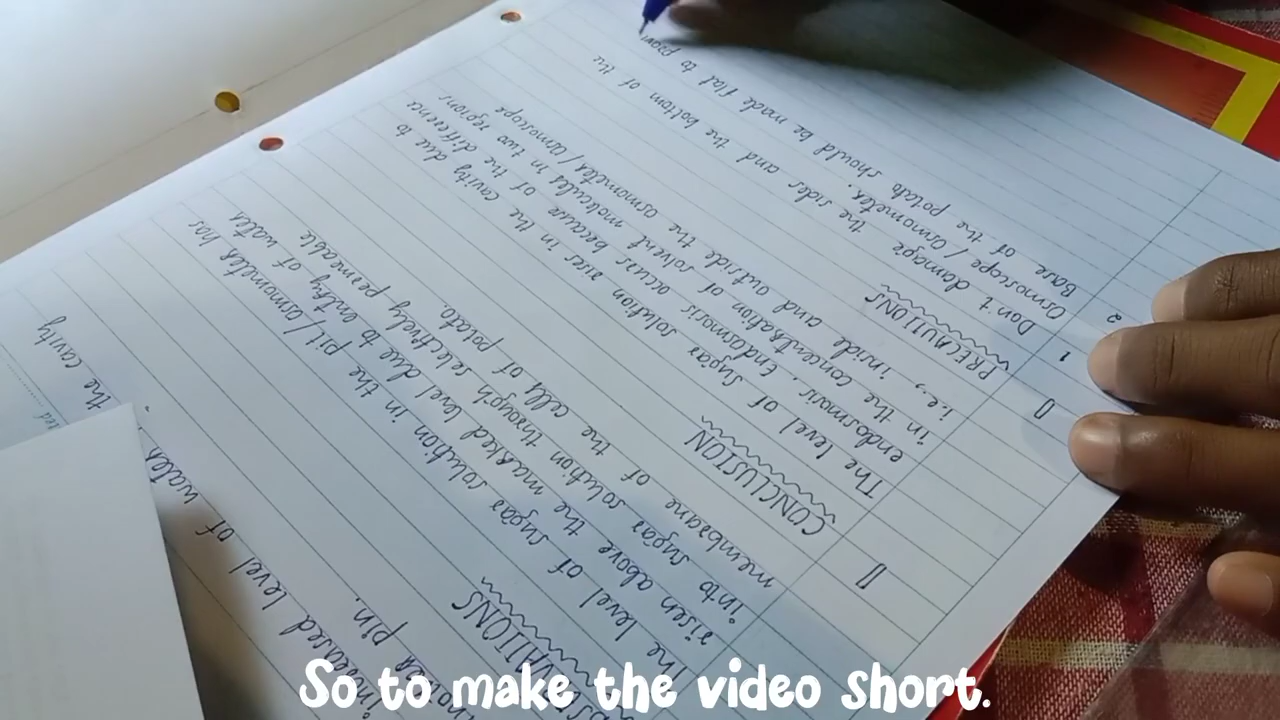 increased level of water
another pin.
the cavity
OBSERVATIONS
The level of sugar solution in the pit/osmometer has
risen above the marked level due to entry of water
into sugar solution through selectively permeable
membrane of the cells of potato.
CONCLUSION
The level of sugar solution rises in the cavity due to
endosmosis. Endosmosis occurs because of the difference
in the concentration of solvent molecules in two regions
i.e., inside and outside the osmometer/osmoscope
PRECAUTIONS
1 Don't damage the sides and the bottom of the
Osmoscope/Osmometer.
2 Base of the potato should be made flat to prov
So to make the video short.